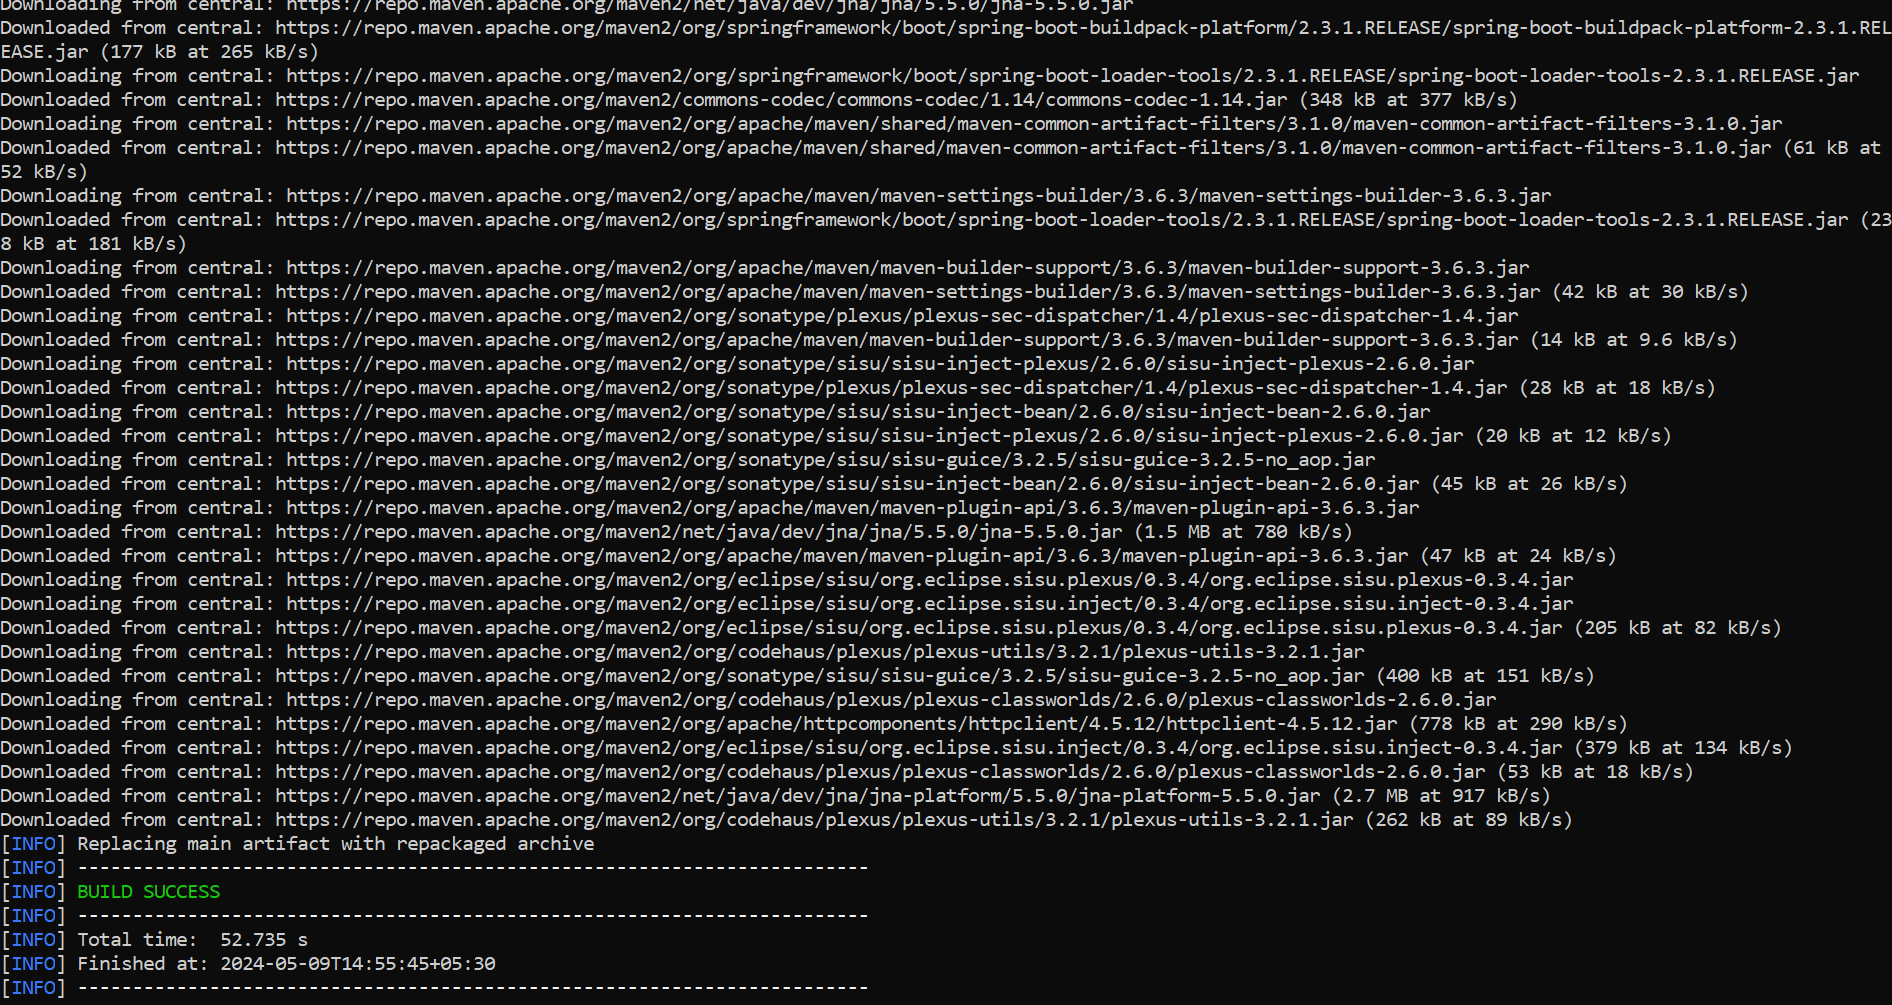 Downloading from central: https://repo.maven.apache.org/maven2/net/java/dev/jna/jna/5.5.0/jna-5.5.0.jar
Downloaded from central: https://repo.maven.apache.org/maven2/org/springframework/boot/spring-boot-buildpack-platform/2.3.1.RELEASE/spring-boot-buildpack-platform-2.3.1.REL
EASE.jar (177 kB at 265 kB/s)
Downloading from central: https://repo.maven.apache.org/maven2/org/springframework/boot/spring-boot-loader-tools/2.3.1.RELEASE/spring-boot-loader-tools-2.3.1.RELEASE.jar
Downloaded from central: https://repo.maven.apache.org/maven2/commons-codec/commons-codec/1.14/commons-codec-1.14.jar (348 kB at 377 kB/s)
Downloading from central: https://repo.maven.apache.org/maven2/org/apache/maven/shared/maven-common-artifact-filters/3.1.0/maven-common-artifact-filters-3.1.0.jar
Downloaded from central: https://repo.maven.apache.org/maven2/org/apache/maven/shared/maven-common-artifact-filters/3.1.0/maven-common-artifact-filters-3.1.0.jar (61 kB at
52 kB/s)
Downloading from central: https://repo.maven.apache.org/maven2/org/apache/maven/maven-settings-builder/3.6.3/maven-settings-builder-3.6.3.jar
Downloaded from central: https://repo.maven.apache.org/maven2/org/springframework/boot/spring-boot-loader-tools/2.3.1.RELEASE/spring-boot-loader-tools-2.3.1.RELEASE.jar (23
8 kB at 181 kB/s)
Downloading from central: https://repo.maven.apache.org/maven2/org/apache/maven/maven-builder-support/3.6.3/maven-builder-support-3.6.3.jar
Downloaded from central: https://repo.maven.apache.org/maven2/org/apache/maven/maven-settings-builder/3.6.3/maven-settings-builder-3.6.3.jar (42 kB at 30 kB/s)
Downloading from central: https://repo.maven.apache.org/maven2/org/sonatype/plexus/plexus-sec-dispatcher/1.4/plexus-sec-dispatcher-1.4.jar
Downloaded from central: https://repo.maven.apache.org/maven2/org/apache/maven/maven-builder-support/3.6.3/maven-builder-support-3.6.3.jar (14 kB at 9.6 kB/s)
Downloading from central: https://repo.maven.apache.org/maven2/org/sonatype/sisu/sisu-inject-plexus/2.6.0/sisu-inject-plexus-2.6.0.jar
Downloaded from central: https://repo.maven.apache.org/maven2/org/sonatype/plexus/plexus-sec-dispatcher/1.4/plexus-sec-dispatcher-1.4.jar (28 kB at 18 kB/s)
Downloading from central: https://repo.maven.apache.org/maven2/org/sonatype/sisu/sisu-inject-bean/2.6.0/sisu-inject-bean-2.6.0.jar
Downloaded from central: https://repo.maven.apache.org/maven2/org/sonatype/sisu/sisu-inject-plexus/2.6.0/sisu-inject-plexus-2.6.0.jar (20 kB at 12 kB/s)
Downloading from central: https://repo.maven.apache.org/maven2/org/sonatype/sisu/sisu-guice/3.2.5/sisu-guice-3.2.5-no_aop.jar
Downloaded from central: https://repo.maven.apache.org/maven2/org/sonatype/sisu/sisu-inject-bean/2.6.0/sisu-inject-bean-2.6.0.jar (45 kB at 26 kB/s)
Downloading from central: https://repo.maven.apache.org/maven2/org/apache/maven/maven-plugin-api/3.6.3/maven-plugin-api-3.6.3.jar
Downloaded from central: https://repo.maven.apache.org/maven2/net/java/dev/jna/jna/5.5.0/jna-5.5.0.jar (1.5 MB at 780 kB/s)
Downloaded from central: https://repo.maven.apache.org/maven2/org/apache/maven/maven-plugin-api/3.6.3/maven-plugin-api-3.6.3.jar (47 kB at 24 kB/s)
Downloading from central: https://repo.maven.apache.org/maven2/org/eclipse/sisu/org.eclipse.sisu.plexus/0.3.4/org.eclipse.sisu.plexus-0.3.4.jar
Downloading from central: https://repo.maven.apache.org/maven2/org/eclipse/sisu/org.eclipse.sisu.inject/0.3.4/org.eclipse.sisu.inject-0.3.4.jar
Downloaded from central: https://repo.maven.apache.org/maven2/org/eclipse/sisu/org.eclipse.sisu.plexus/0.3.4/org.eclipse.sisu.plexus-0.3.4.jar (205 kB at 82 kB/s)
Downloading from central: https://repo.maven.apache.org/maven2/org/codehaus/plexus/plexus-utils/3.2.1/plexus-utils-3.2.1.jar
Downloaded from central: https://repo.maven.apache.org/maven2/org/sonatype/sisu/sisu-guice/3.2.5/sisu-guice-3.2.5-no_aop.jar (400 kB at 151 kB/s)
Downloading from central: https://repo.maven.apache.org/maven2/org/codehaus/plexus/plexus-classworlds/2.6.0/plexus-classworlds-2.6.0.jar
Downloaded from central: https://repo.maven.apache.org/maven2/org/apache/httpcomponents/httpclient/4.5.12/httpclient-4.5.12.jar (778 kB at 290 kB/s)
Downloaded from central: https://repo.maven.apache.org/maven2/org/eclipse/sisu/org.eclipse.sisu.inject/0.3.4/org.eclipse.sisu.inject-0.3.4.jar (379 kB at 134 kB/s)
Downloaded from central: https://repo.maven.apache.org/maven2/org/codehaus/plexus/plexus-classworlds/2.6.0/plexus-classworlds-2.6.0.jar (53 kB at 18 kB/s)
Downloaded from central: https://repo.maven.apache.org/maven2/net/java/dev/jna/jna-platform/5.5.0/jna-platform-5.5.0.jar (2.7 MB at 917 kB/s)
Downloaded from central: https://repo.maven.apache.org/maven2/org/codehaus/plexus/plexus-utils/3.2.1/plexus-utils-3.2.1.jar (262 kB at 89 kB/s)
[INFO] Replacing main artifact with repackaged archive
[INFO] ------------------------------------------------------------------------
[INFO] BUILD SUCCESS
[INFO] ------------------------------------------------------------------------
[INFO] Total time:  52.735 s
[INFO] Finished at: 2024-05-09T14:55:45+05:30
[INFO] ------------------------------------------------------------------------